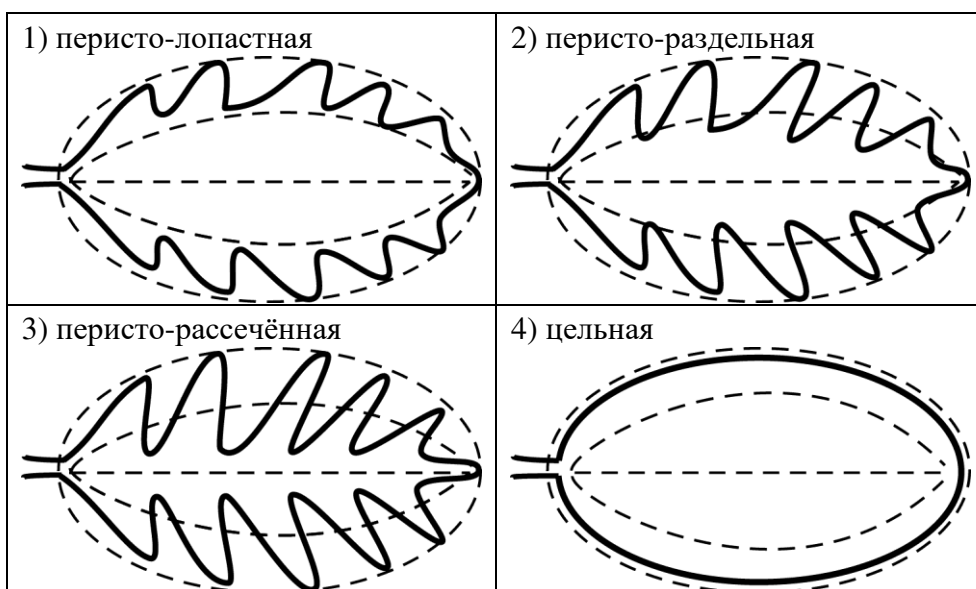 1) перисто-лопастная
2) перисто-раздельная
3) перисто-рассечённая
4) цельная